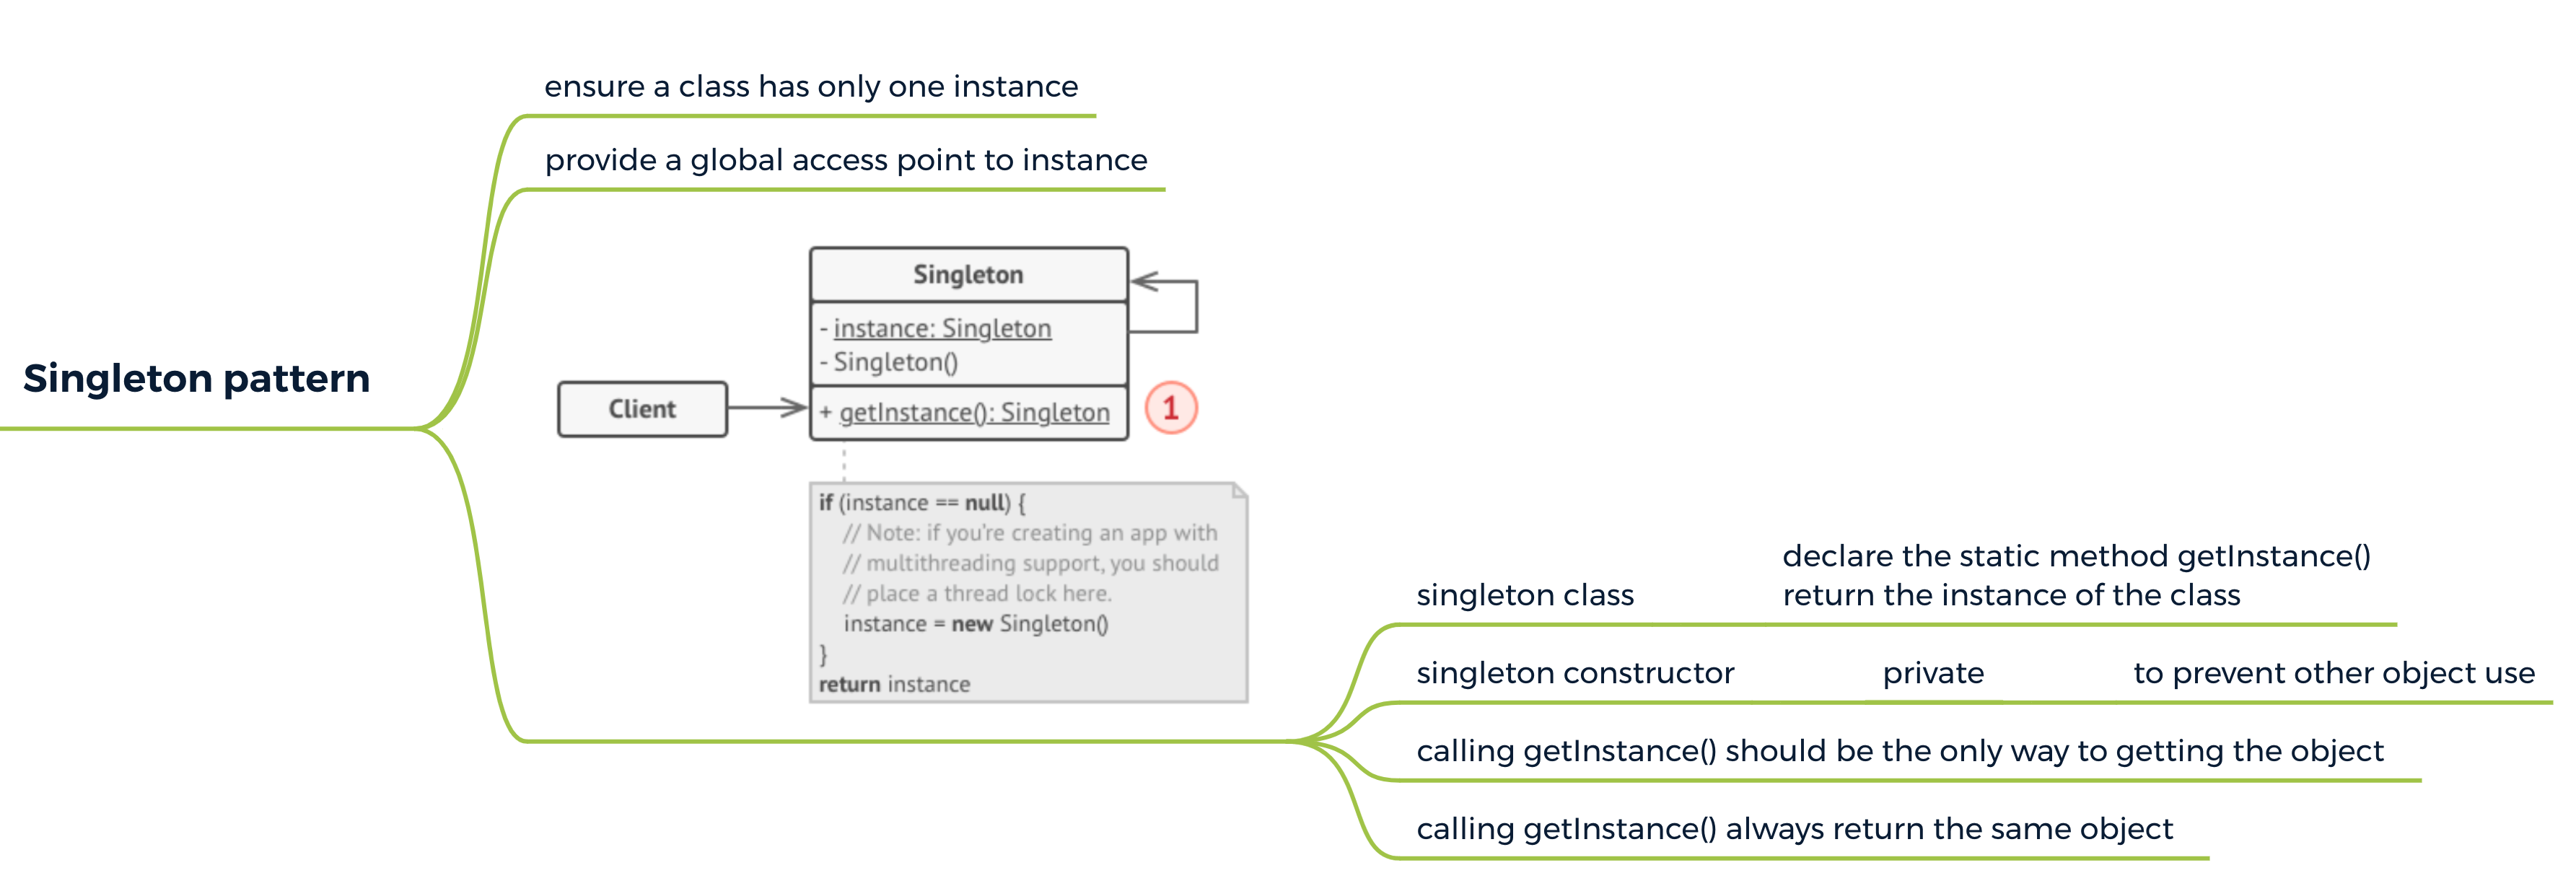 ensure a class has only one instance
provide a global access point to instance
Singleton pattern
Singleton
- instance: Singleton
- Singleton()
Client
+ getInstance(): Singleton
1
if (instance == null) {
// Note: if you're creating an app with
// multithreading support, you should
// place a thread lock here.
instance = new Singleton()
}
return instance
singleton class
declare the static method getInstance()
return the instance of the class
singleton constructor
private
to prevent other object use
calling getInstance() should be the only way to getting the object
calling getInstance() always return the same object